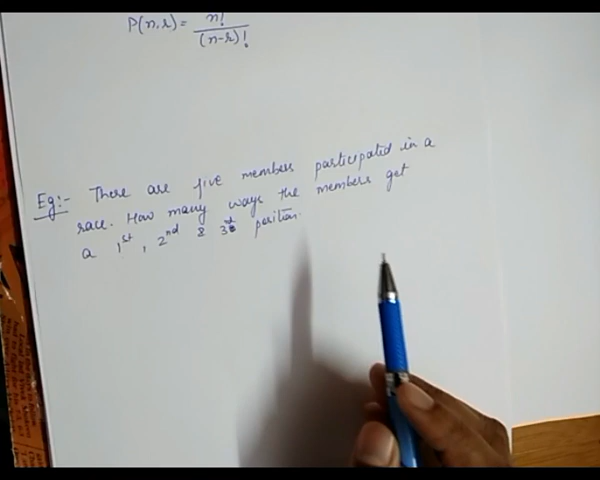 P(n,r) = n! / (n-r)!
Eg:- There are five members participated in a
race. How many ways the members get
a 1st, 2nd & 3rd position.